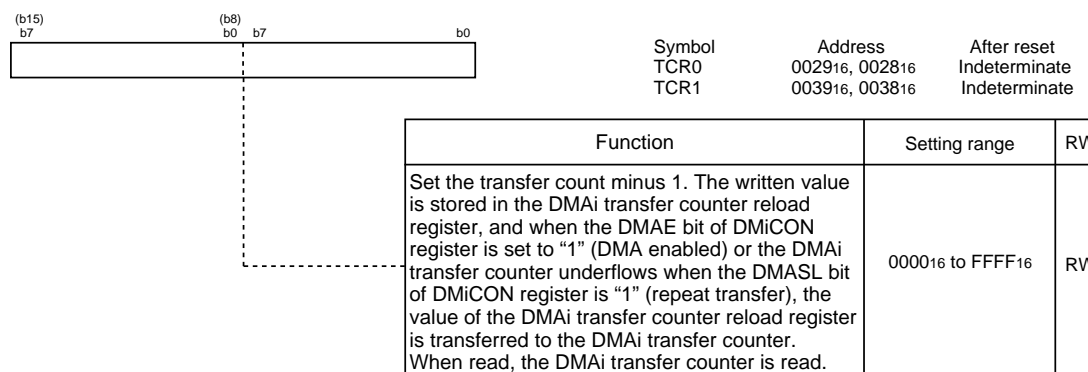 (b15) (b8)
b7 b0 b7 b0
Symbol Address After reset
TCR0 002916, 002816 Indeterminate
TCR1 003916, 003816 Indeterminate
Function Setting range RW
Set the transfer count minus 1. The written value
is stored in the DMAi transfer counter reload
register, and when the DMAE bit of DMiCON
register is set to “1” (DMA enabled) or the DMAi
transfer counter underflows when the DMASL bit
of DMiCON register is “1” (repeat transfer), the
value of the DMAi transfer counter reload register
is transferred to the DMAi transfer counter.
When read, the DMAi transfer counter is read.
000016 to FFFF16
RW